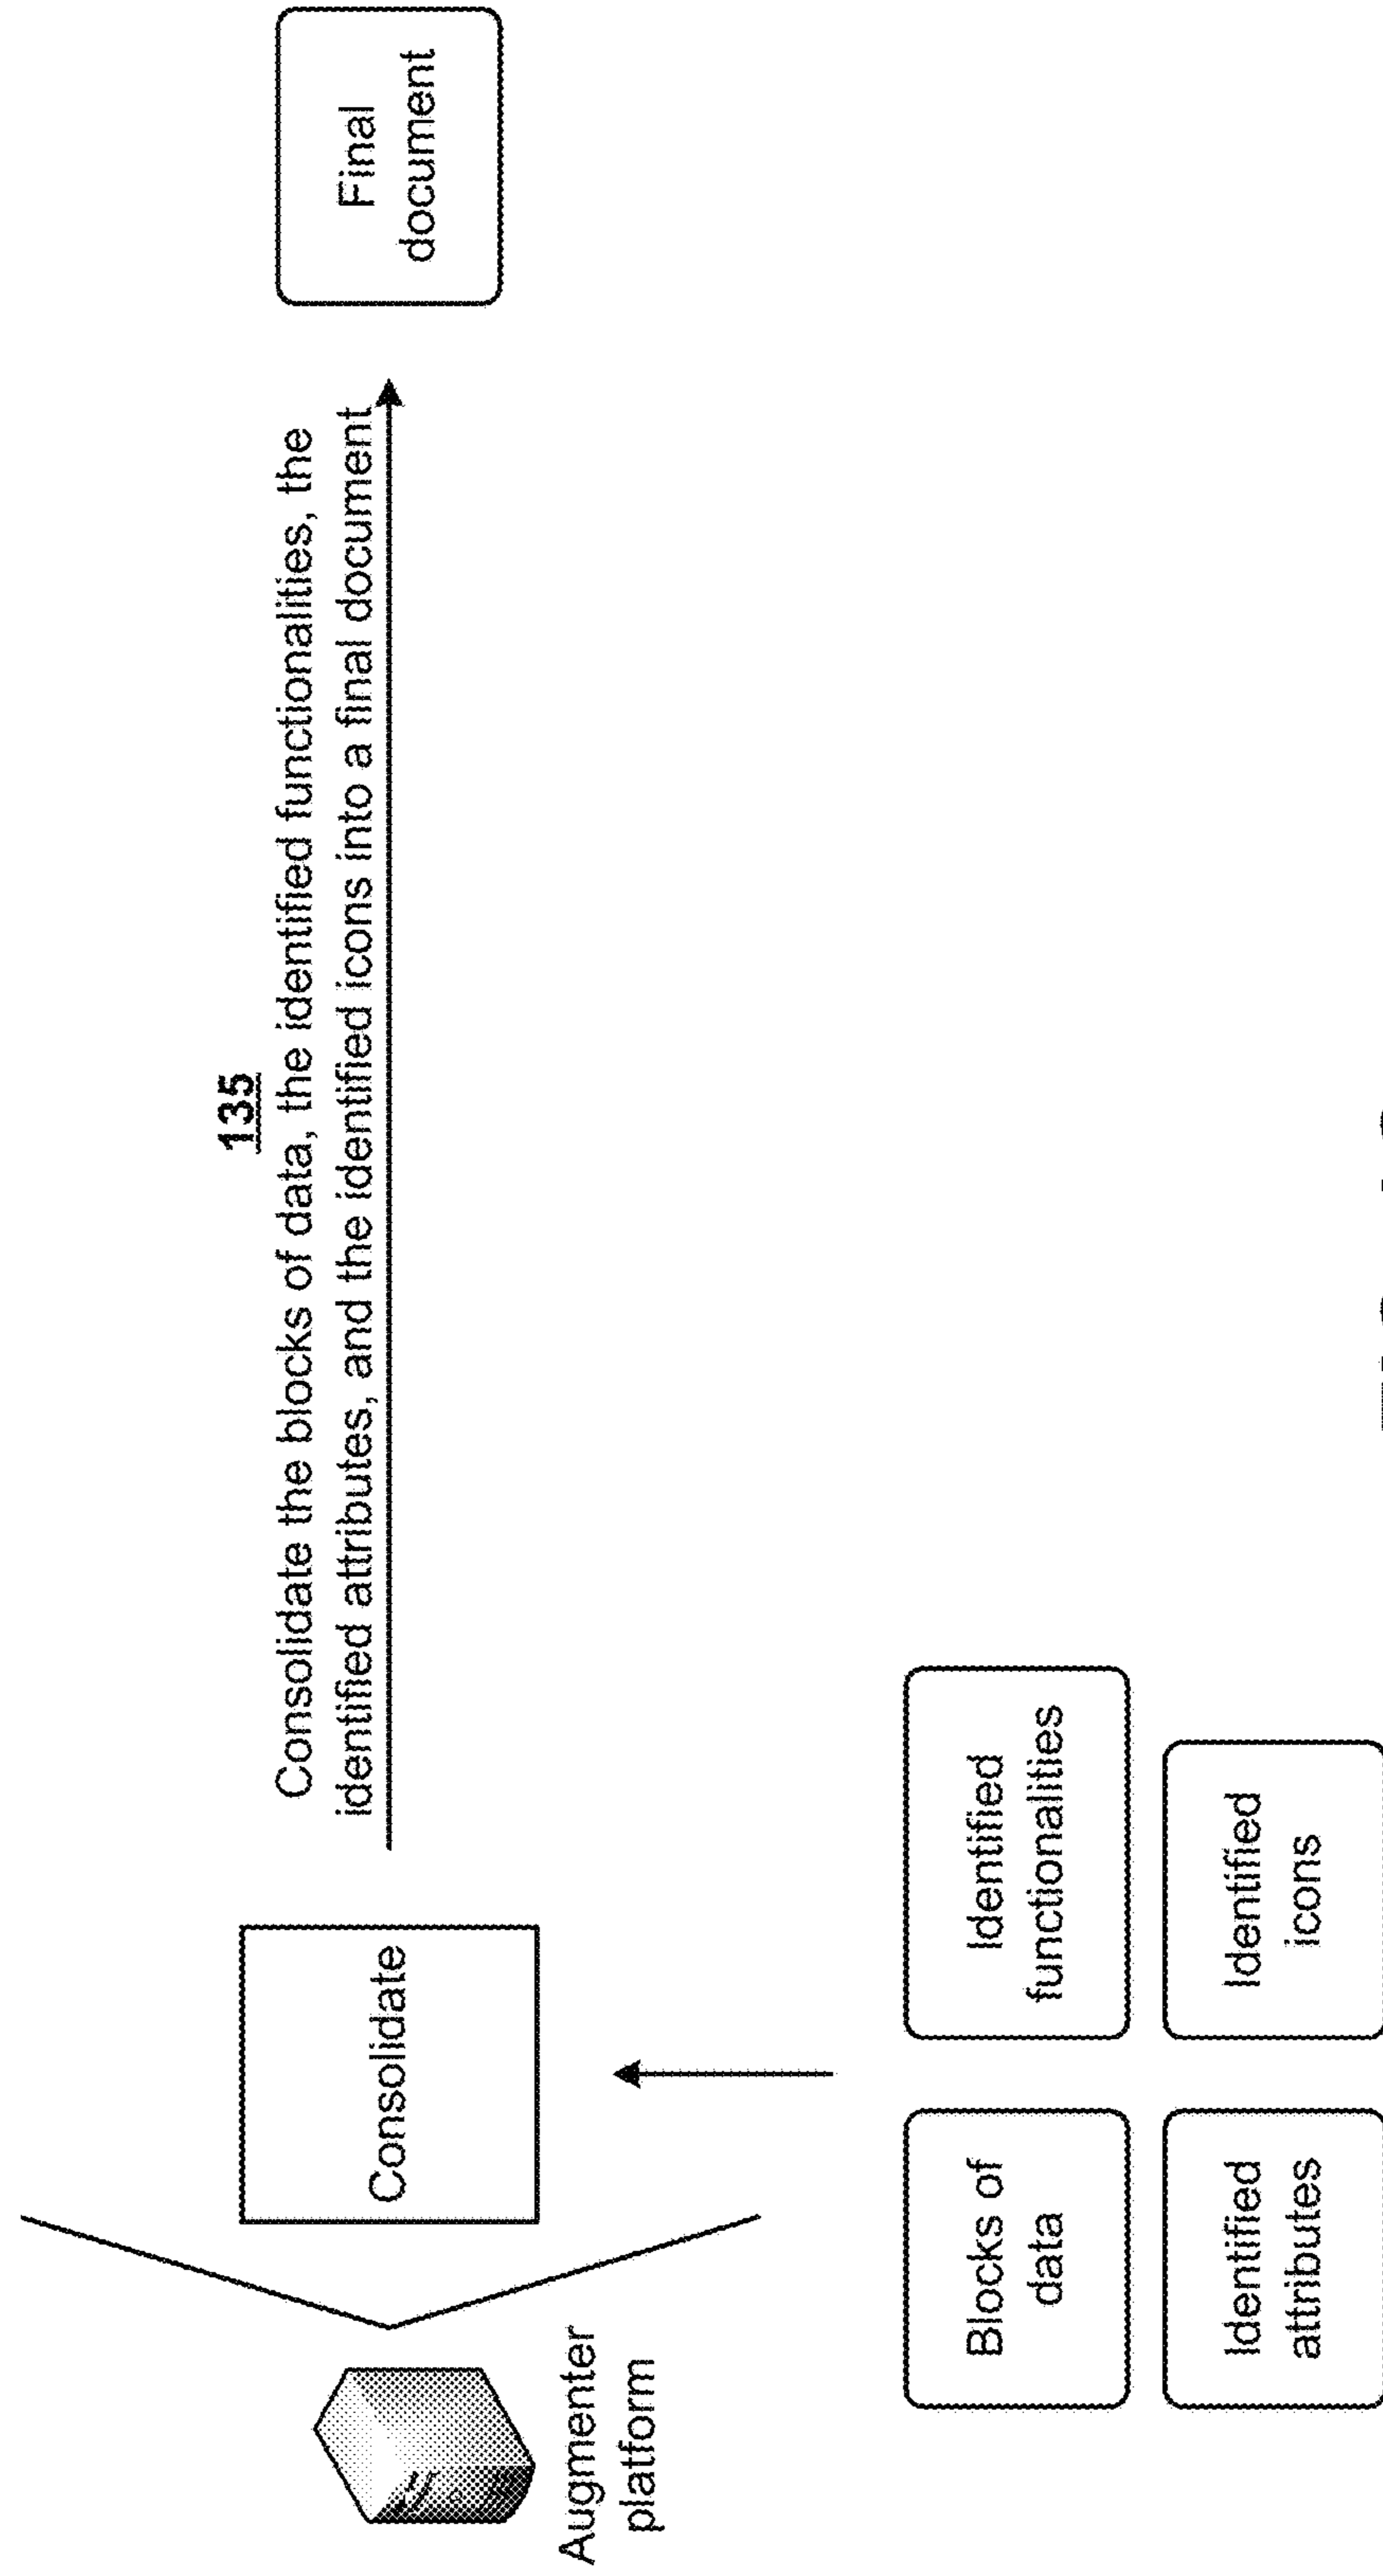 135
Consolidate the blocks of data, the identified functionalities, the
identified attributes, and the identified icons into a final document
Final
document
Consolidate
Augmenter
platform
Blocks of
data
Identified
functionalities
Identified
attributes
Identified
icons